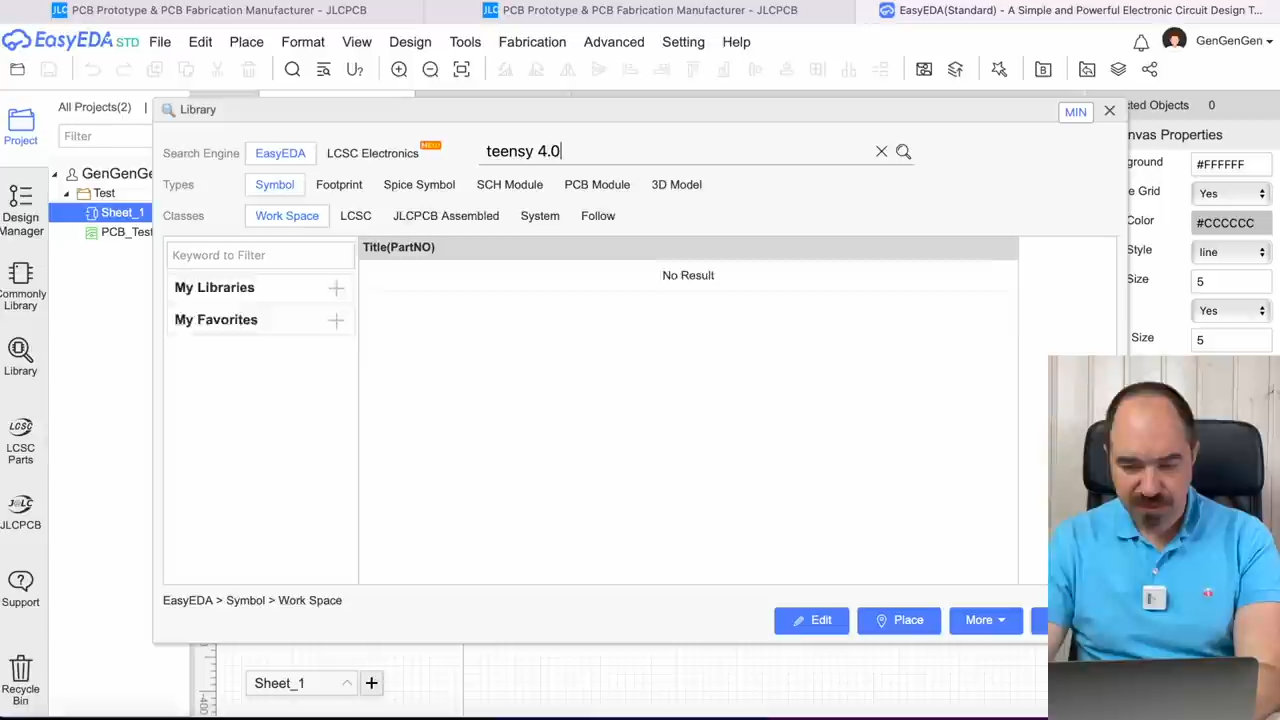 JLC PCB Prototype & PCB Fabrication Manufacturer - JLCPCB
JLC PCB Prototype & PCB Fabrication Manufacturer - JLCPCB
EasyEDA(Standard) - A Simple and Powerful Electronic Circuit Design T...
EasyEDA STD File Edit Place Format View Design Tools Fabrication Advanced Setting Help GenGenGen
Project
Design Manager
Commonly Library
Library
LCSC
LCSC Parts
JLCPCB
Support
Recycle Bin
All Projects(2)
Filter
GenGenGen
Test
Sheet_1
PCB_Test
Library
MIN
Search Engine EasyEDA LCSC Electronics NEW teensy 4.0
Types Symbol Footprint Spice Symbol SCH Module PCB Module 3D Model
Classes Work Space LCSC JLCPCB Assembled System Follow
Keyword to Filter
My Libraries
My Favorites
Title(PartNO)
No Result
EasyEDA > Symbol > Work Space
Edit Place More
Sheet_1 +
-400
cted Objects 0
nvas Properties
ground #FFFFFF
e Grid Yes
Color #CCCCCC
Style line
Size 5
Yes
Size 5